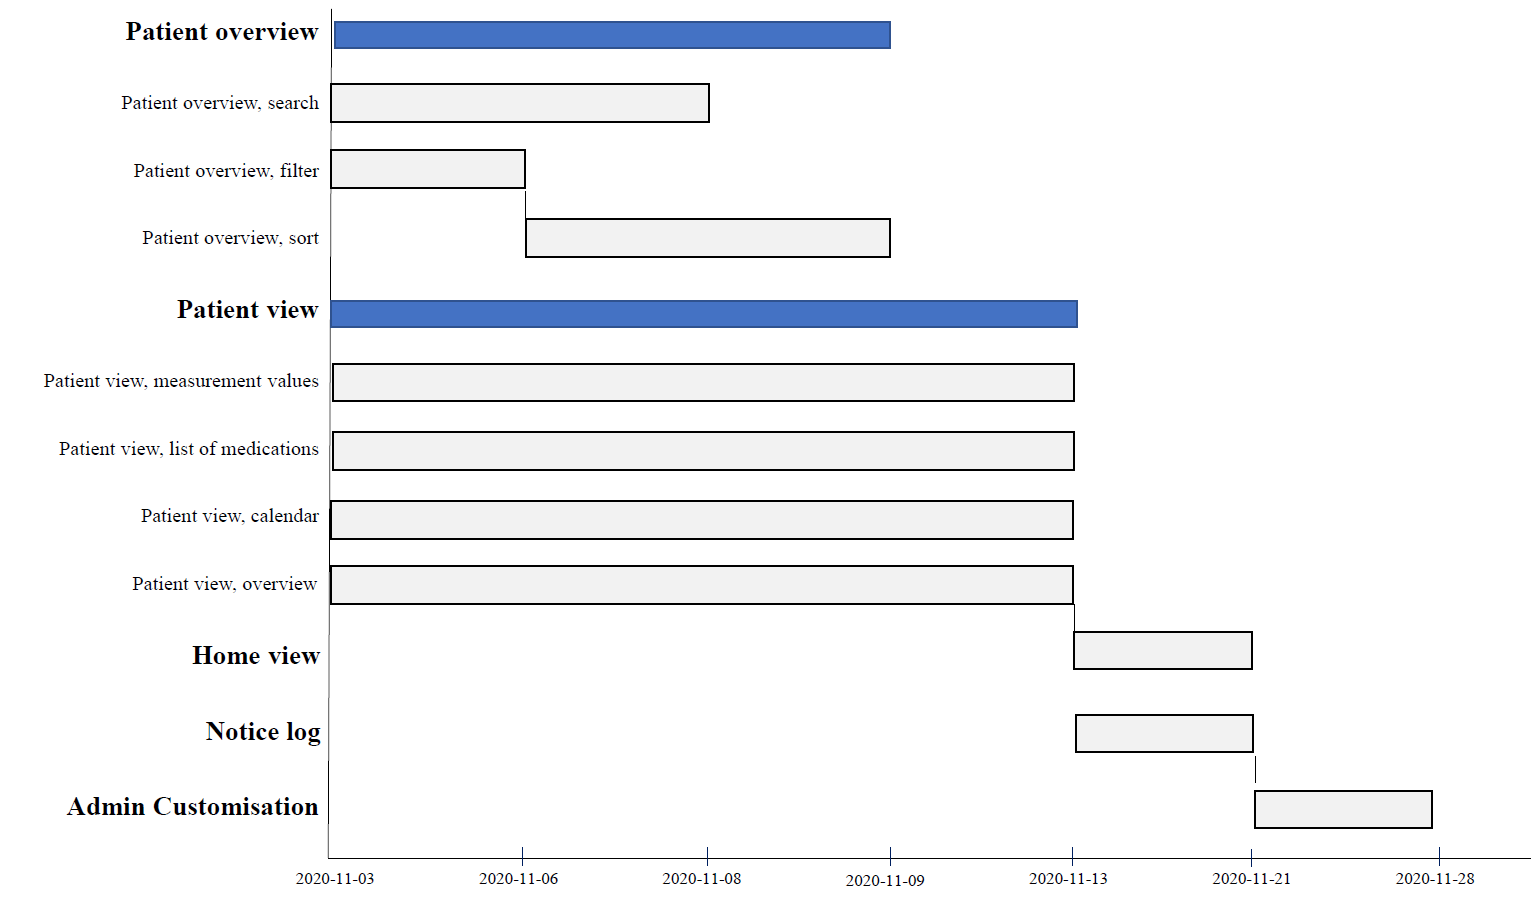 Patient overview
Patient overview, search
Patient overview, filter
Patient overview, sort
Patient view
Patient view, measurement values
Patient view, list of medications
Patient view, calendar
Patient view, overview
Home view
Notice log
Admin Customisation
2020-11-03 2020-11-06 2020-11-08 2020-11-09 2020-11-13 2020-11-21 2020-11-28